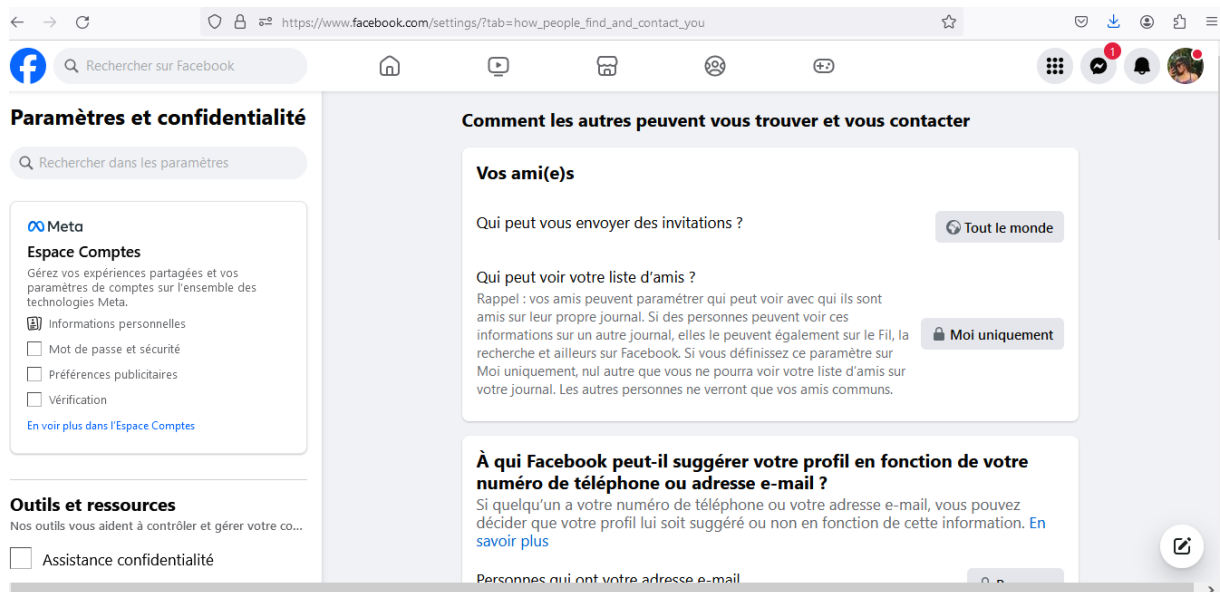 https://www.facebook.com/settings/?tab=how_people_find_and_contact_you
Rechercher sur Facebook
1
Paramètres et confidentialité
Rechercher dans les paramètres
Meta
Espace Comptes
Gérez vos expériences partagées et vos
paramètres de comptes sur l'ensemble des
technologies Meta.
Informations personnelles
Mot de passe et sécurité
Préférences publicitaires
Vérification
En voir plus dans l'Espace Comptes
Outils et ressources
Nos outils vous aident à contrôler et gérer votre co...
Assistance confidentialité
Comment les autres peuvent vous trouver et vous contacter
Vos ami(e)s
Qui peut vous envoyer des invitations ?
Tout le monde
Qui peut voir votre liste d'amis ?
Rappel : vos amis peuvent paramétrer qui peut voir avec qui ils sont
amis sur leur propre journal. Si des personnes peuvent voir ces
informations sur un autre journal, elles le peuvent également sur le Fil, la
recherche et ailleurs sur Facebook. Si vous définissez ce paramètre sur
Moi uniquement, nul autre que vous ne pourra voir votre liste d'amis sur
votre journal. Les autres personnes ne verront que vos amis communs.
Moi uniquement
À qui Facebook peut-il suggérer votre profil en fonction de votre
numéro de téléphone ou adresse e-mail ?
Si quelqu'un a votre numéro de téléphone ou votre adresse e-mail, vous pouvez
décider que votre profil lui soit suggéré ou non en fonction de cette information. En
savoir plus
Personnes qui ont votre adresse e-mail